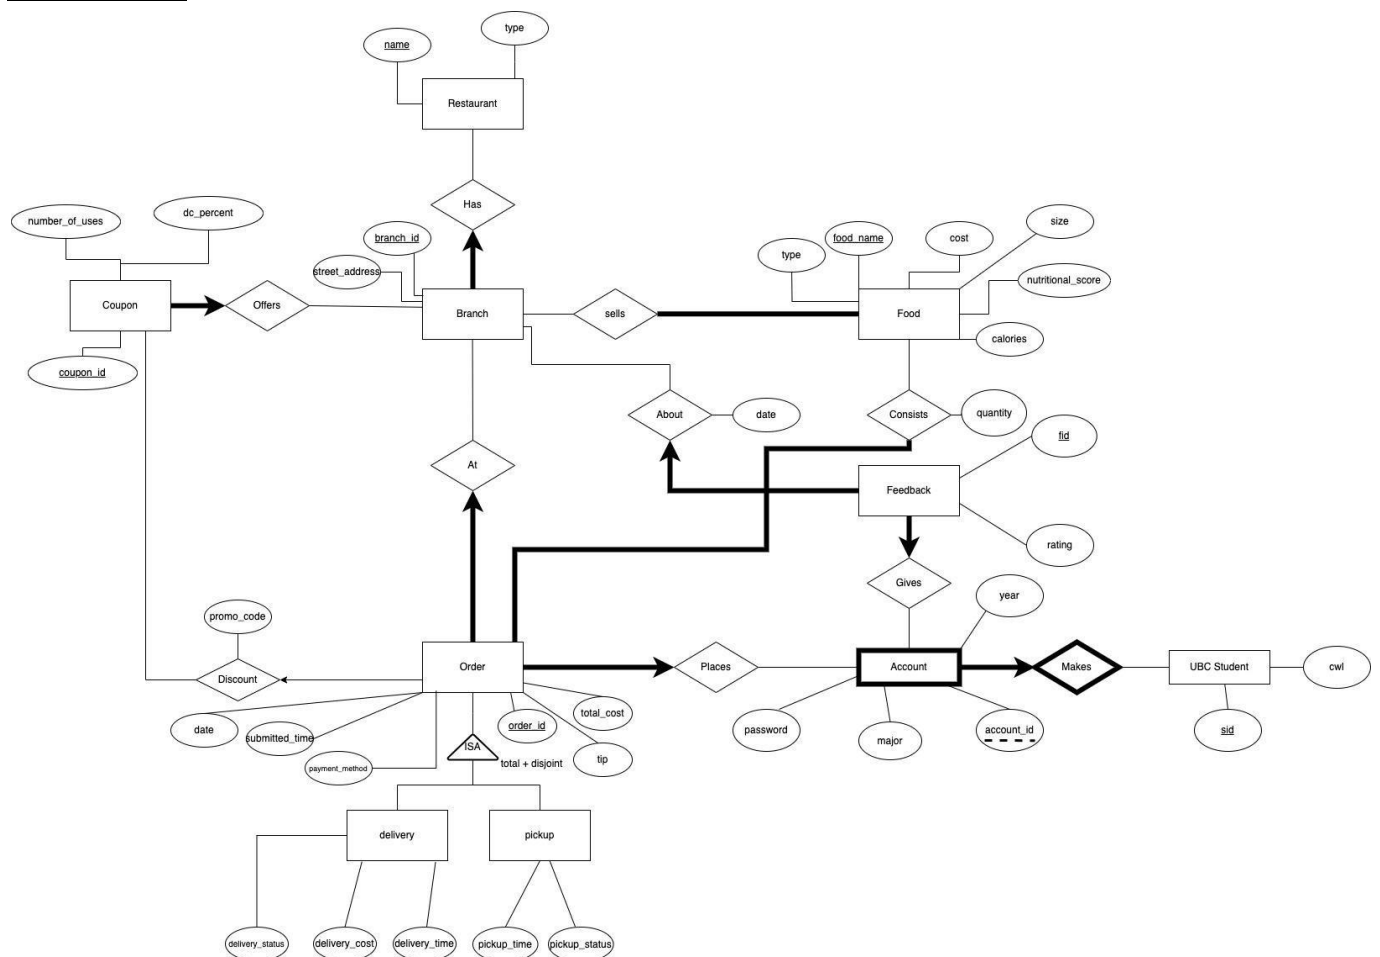 type
name
Restaurant
Has
number_of_uses
dc_percent
branch_id
street_address
food_name
cost
size
type
nutritional_score
Coupon
Offers
Branch
sells
Food
calories
coupon_id
About
date
Consists
quantity
fid
At
Feedback
rating
Gives
year
promo_code
Discount
Order
Places
Account
Makes
UBC Student
cwl
date
submitted_time
payment_method
order_id
total_cost
tip
password
major
account_id
sid
ISA
total + disjoint
delivery
pickup
delivery_status
delivery_cost
delivery_time
pickup_time
pickup_status